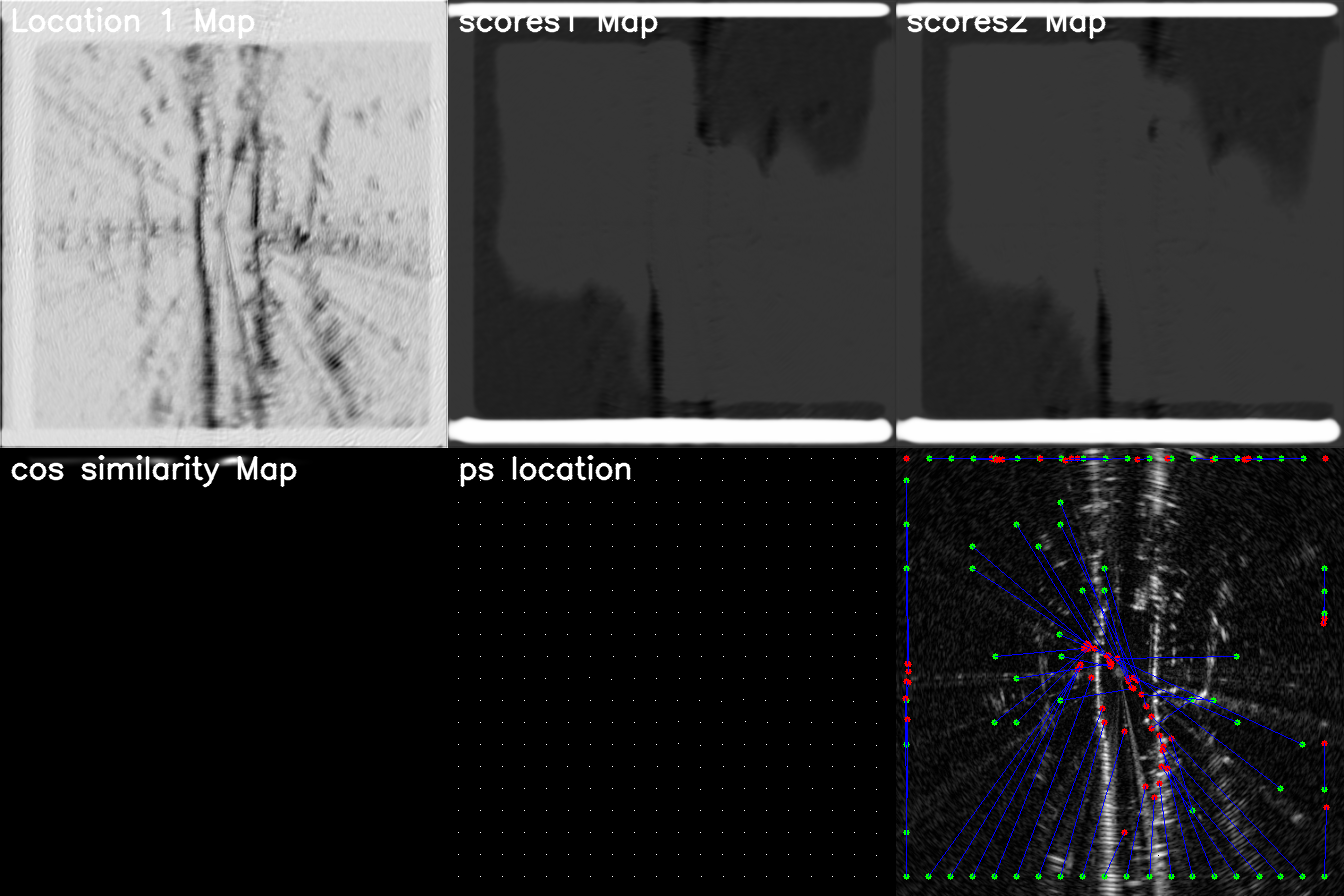 Location 1 Map
scores1 Map
scores2 Map
cos similarity Map
ps location